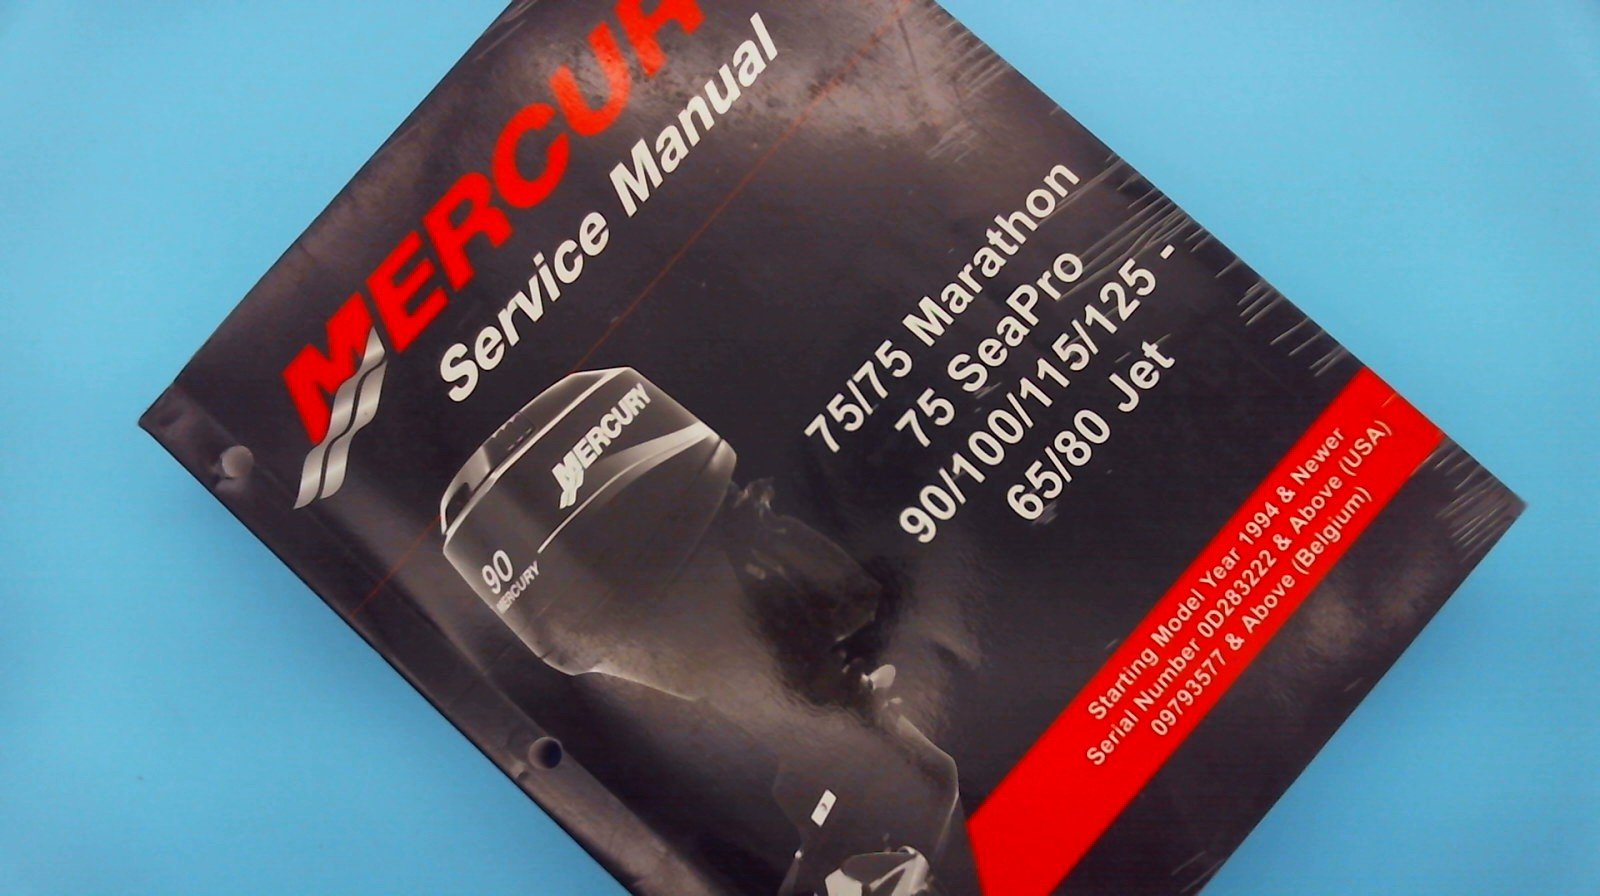 MERCUR
Service Manual
75/75 Marathon
75 SeaPro
90/100/115/125 -
65/80 Jet
MERCURY
90
MERCURY
Starting Model Year 1994 & Newer
Serial Number 0D283222 & Above (USA)
09793577 & Above (Belgium)